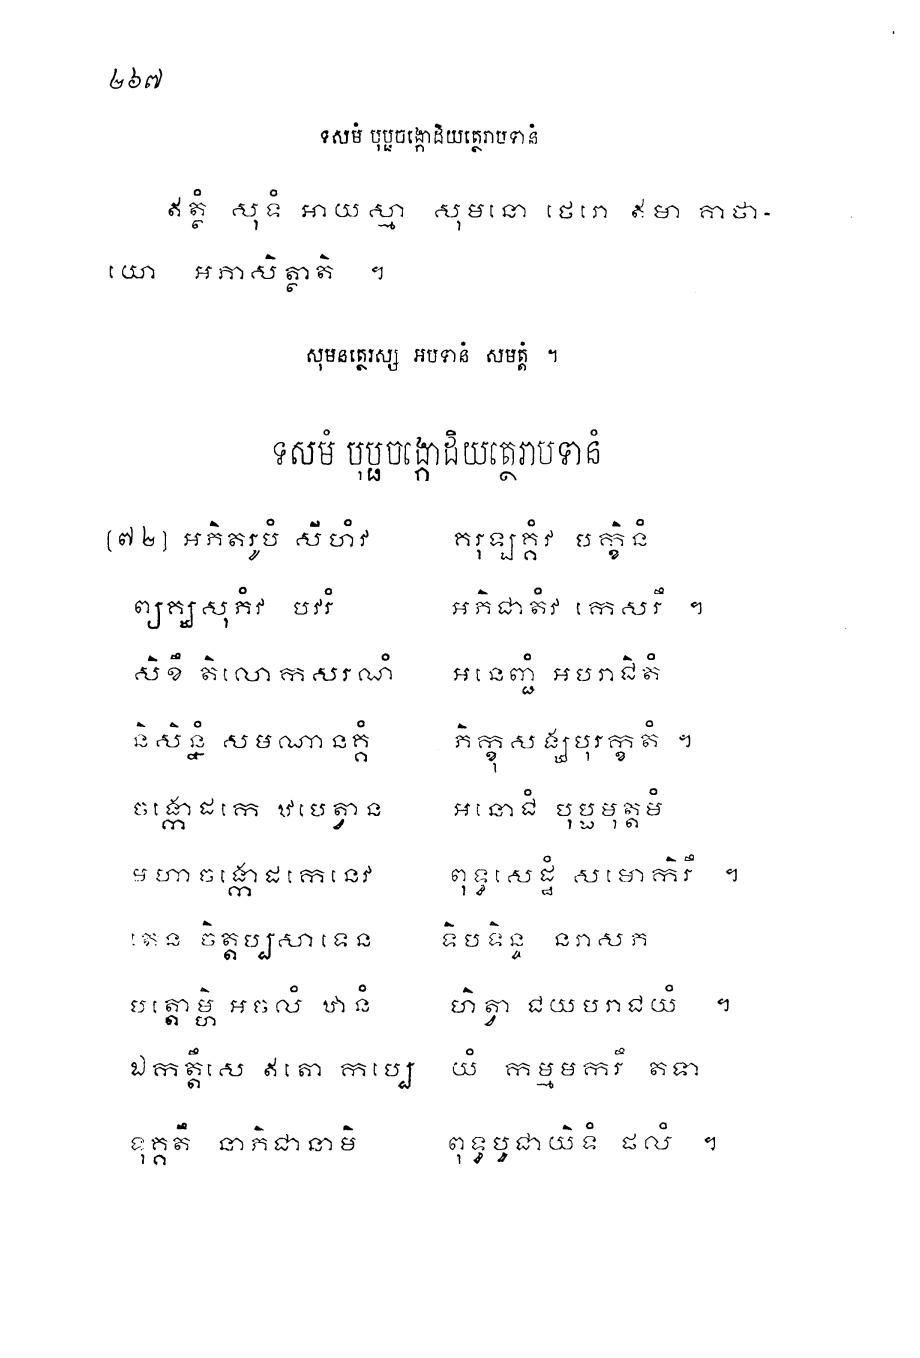 ២៦៧
ទសមំ បុប្ផចង្កោដិយត្ថេរាបទានំ
ឥត្ថំ សុទំ អាយស្មា សុមនោ ថេរោ ឥមា គាថា-
យោ អភាសិត្ថាតិ ។
សុមនត្ថេរស្ស អបទានំ សមត្តំ ។
ទសមំ បុប្ផចង្កោដិយត្ថេរាបទានំ
(៧២) អភីតរូបំ សីហំវ គរុឡគ្គំវ បក្ខិនំ
ព្យគ្ឃសុភំវ បវរំ អភិជាតំវ កេសរឹ ។
សិខឹ តិលោកសរណំ អនេញ្ជំ អបរាជិតំ
និសិន្នំ សមណានគ្គំ ភិក្ខុសង្ឃបុរក្ខតំ ។
ចង្កោដកេ ឋបេត្វាន អនោជំ បុប្ផមុត្តមំ
មហាចង្កោដកេនេវ ពុទ្ធសេដ្ឋំ សមោកិរឹ ។
តេន ចិត្តប្បសាទេន ទិបទិន្ទ នរាសភ
បត្តោម្ហិ អចលំ ឋានំ ហិត្វា ជយបរាជយំ ។
ឯកត្តឹសេ ឥតោ កប្បេ យំ កម្មមករឹ តទា
ទុគ្គតឹ នាភិជានាមិ ពុទ្ធបូជាយិទំ ផលំ ។